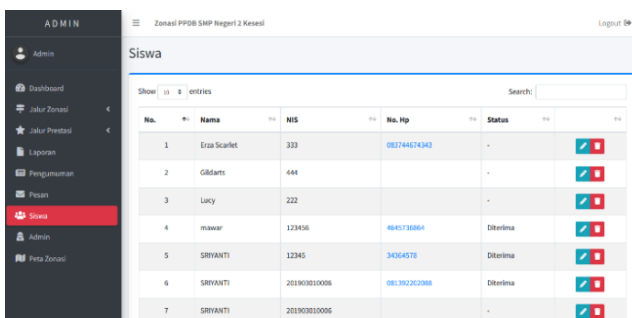 ADMIN
Zonasi PPDB SMP Negeri 2 Kesesi
Logout
Admin
Siswa
Dashboard
Jalur Zonasi
Jalur Prestasi
Laporan
Pengumuman
Pesan
Siswa
Admin
Peta Zonasi
Show 10 entries
Search:
No. Nama NIS No. Hp Status
1 Erza Scarlet 333 083744674343 -
2 Gildarts 444 -
3 Lucy 222 -
4 mawar 123456 4645736864 Diterima
5 SRIYANTI 12345 34364578 Diterima
6 SRIYANTI 201903810006 081392202088 Diterima
7 SRIYANTI 201903810006 -